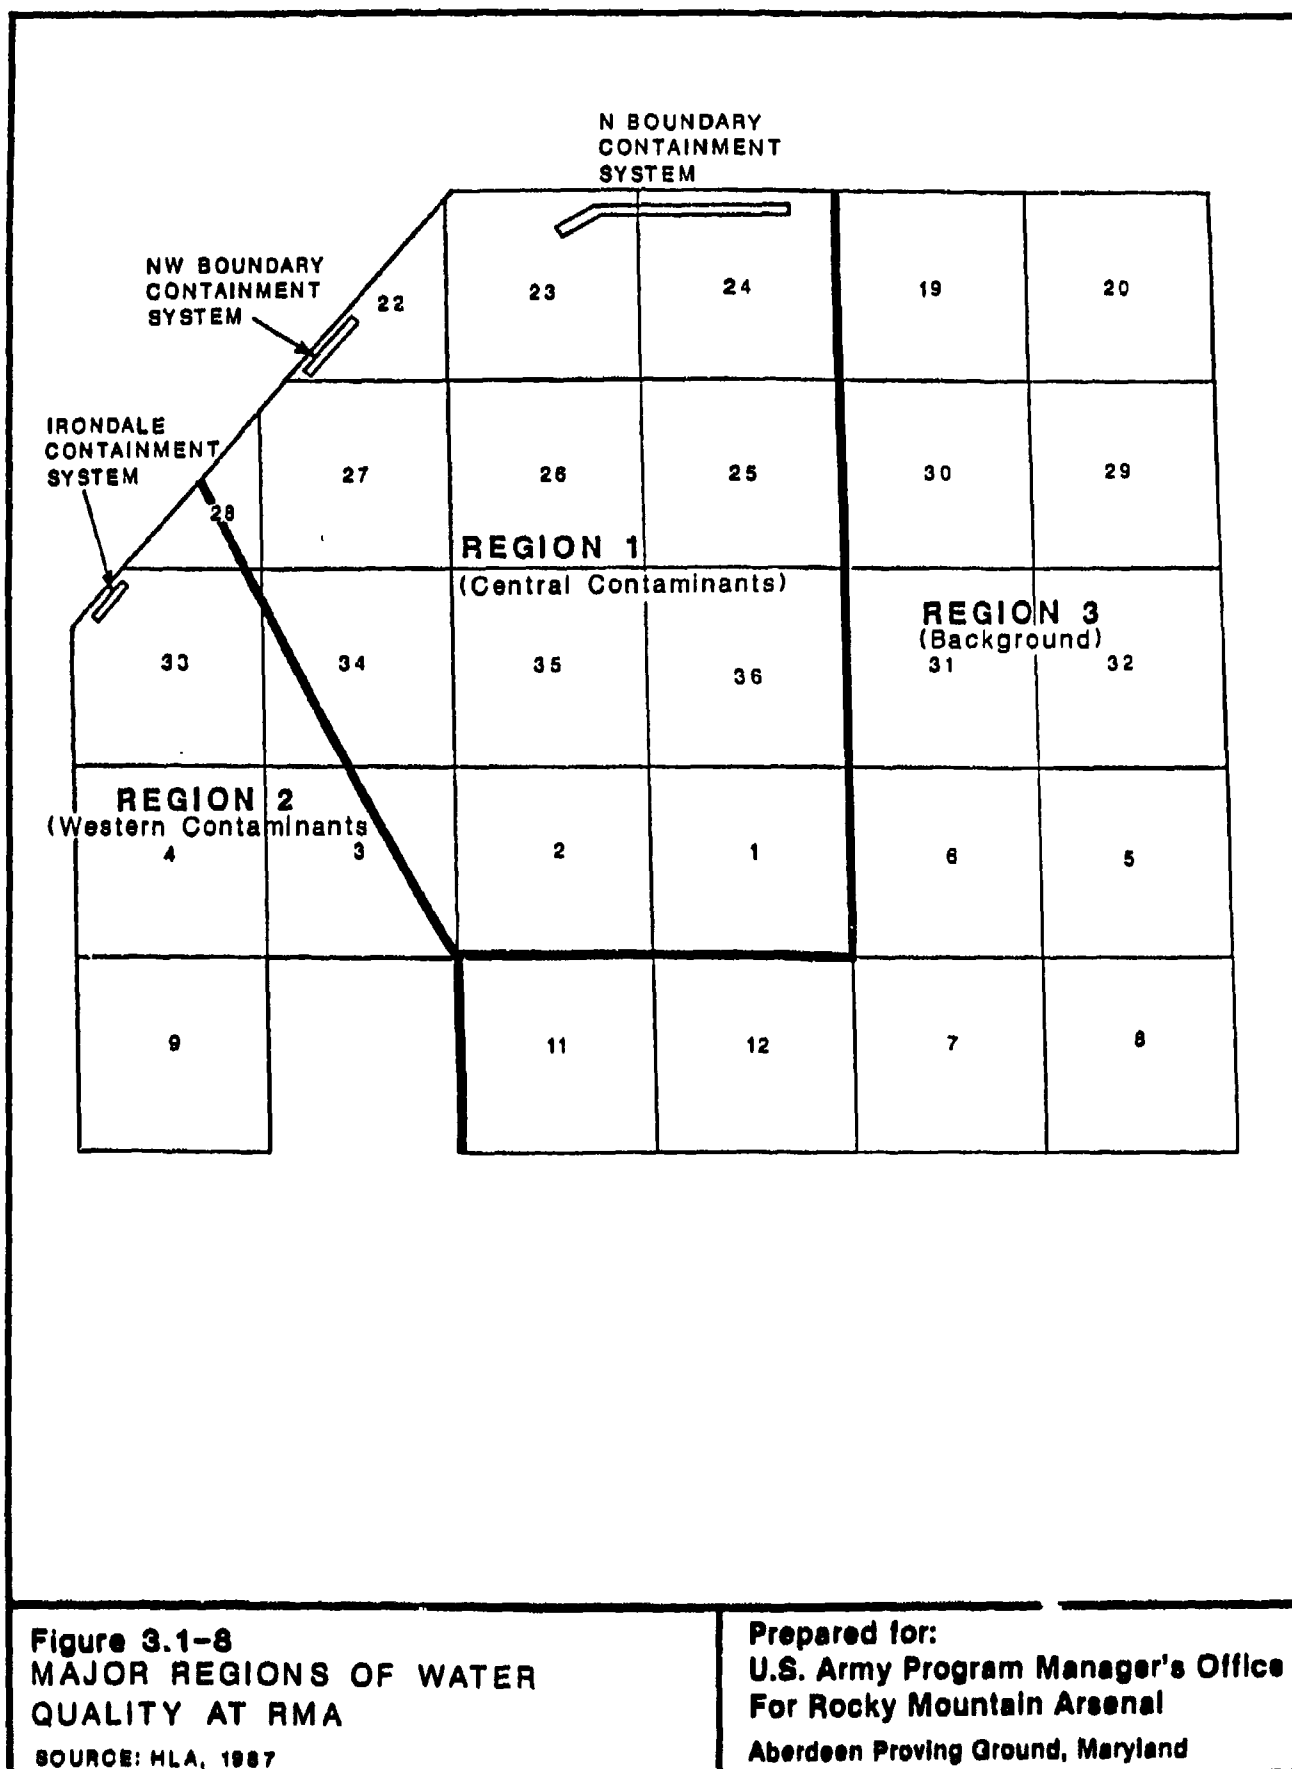 N BOUNDARY
CONTAINMENT
SYSTEM
NW BOUNDARY
CONTAINMENT
SYSTEM
22
23
24
19
20
IRONDALE
CONTAINMENT
SYSTEM
28
27
26
25
30
29
REGION 1
(Central Contaminants)
REGION 3
(Background)
33
34
35
36
31
32
REGION 2
(Western Contaminants
4
3
2
1
6
5
9
11
12
7
8
Figure 3.1-8
MAJOR REGIONS OF WATER
QUALITY AT RMA
SOURCE: HLA, 1987
Prepared for:
U.S. Army Program Manager's Office
For Rocky Mountain Arsenal
Aberdeen Proving Ground, Maryland